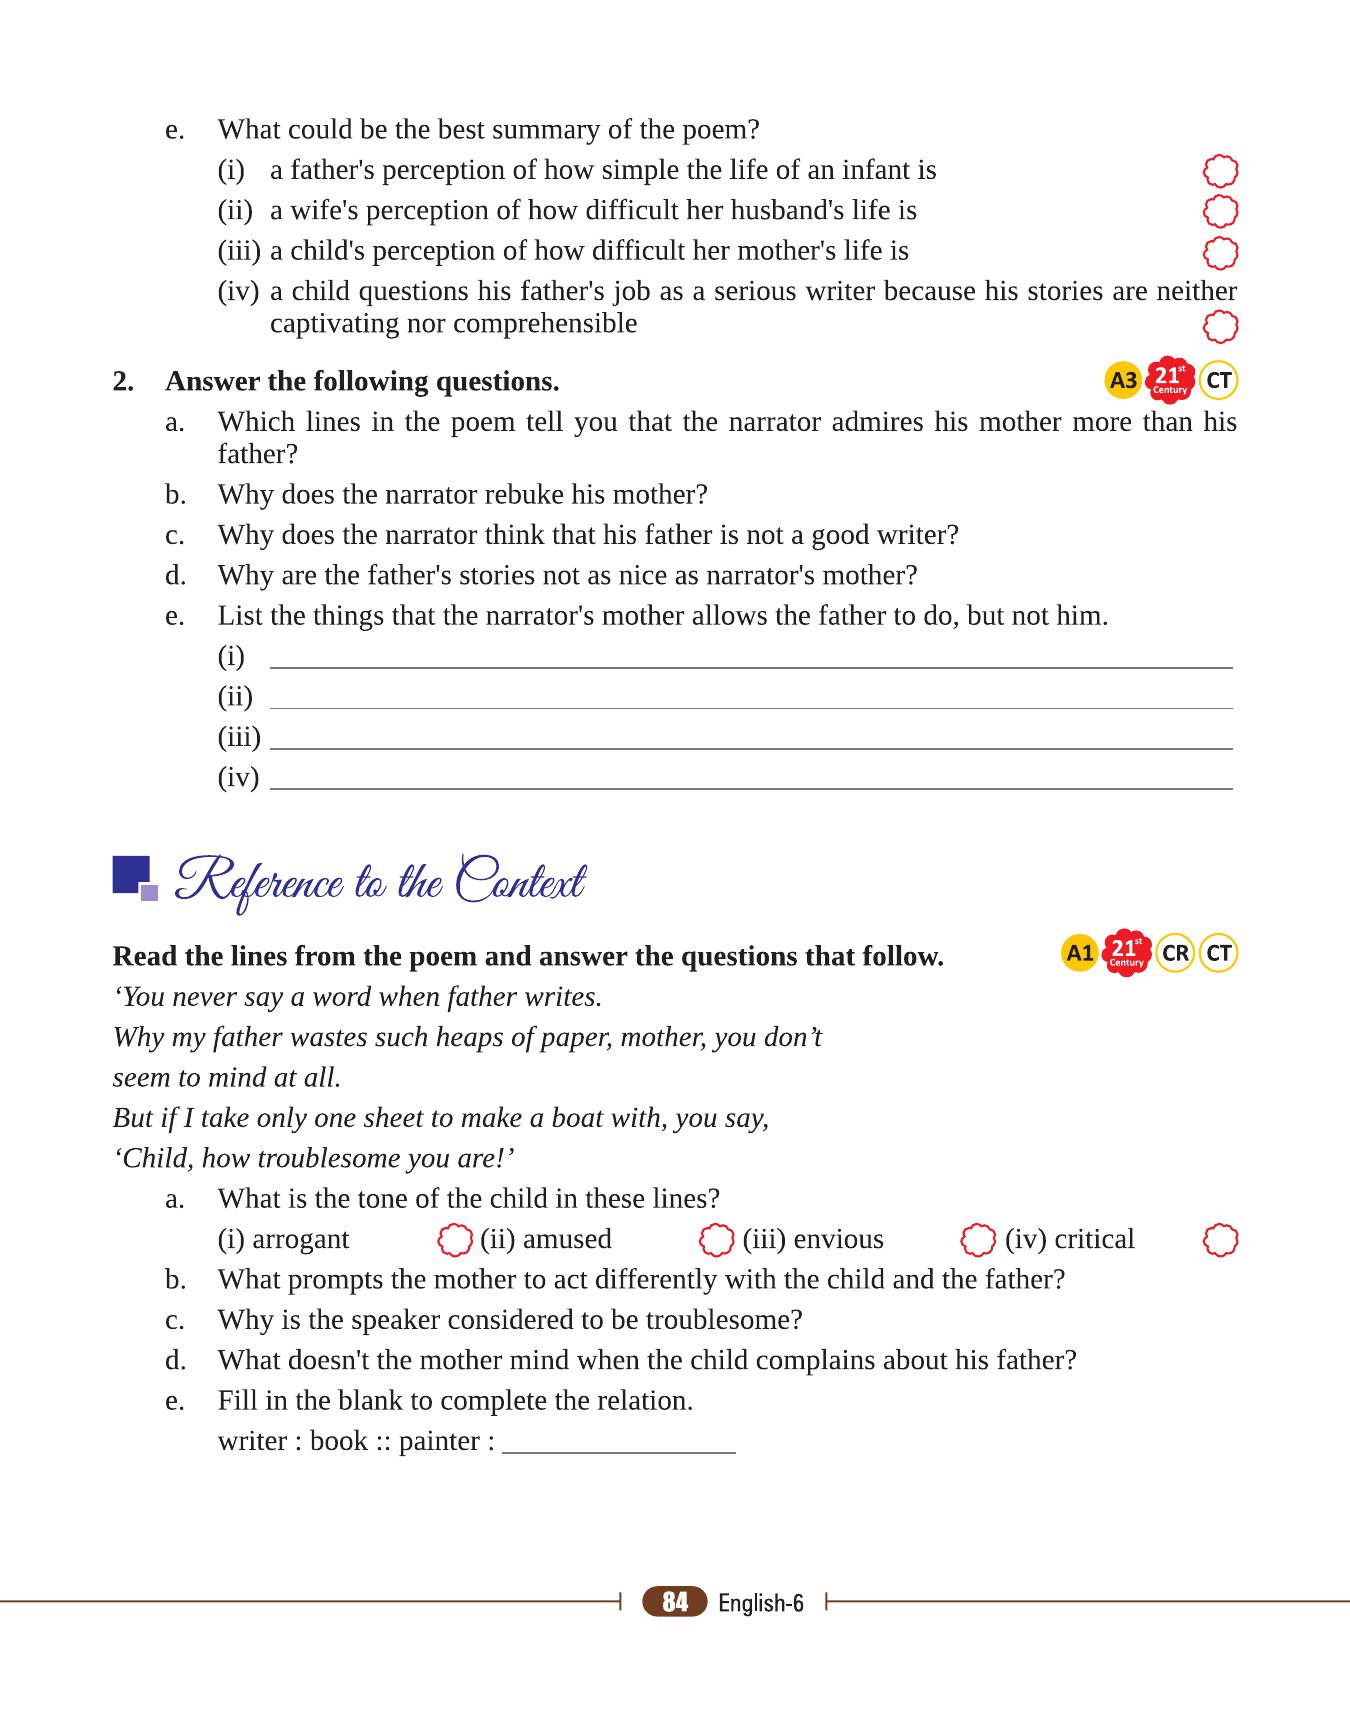 e. What could be the best summary of the poem?
(i) a father's perception of how simple the life of an infant is
(ii) a wife's perception of how difficult her husband's life is
(iii) a child's perception of how difficult her mother's life is
(iv) a child questions his father's job as a serious writer because his stories are neither
captivating nor comprehensible
2. Answer the following questions. A3 21st Century CT
a. Which lines in the poem tell you that the narrator admires his mother more than his
father?
b. Why does the narrator rebuke his mother?
c. Why does the narrator think that his father is not a good writer?
d. Why are the father's stories not as nice as narrator's mother?
e. List the things that the narrator's mother allows the father to do, but not him.
(i)
(ii)
(iii)
(iv)
Reference to the Context
Read the lines from the poem and answer the questions that follow. A1 21st Century CR CT
‘You never say a word when father writes.
Why my father wastes such heaps of paper, mother, you don’t
seem to mind at all.
But if I take only one sheet to make a boat with, you say,
‘Child, how troublesome you are!’
a. What is the tone of the child in these lines?
(i) arrogant (ii) amused (iii) envious (iv) critical
b. What prompts the mother to act differently with the child and the father?
c. Why is the speaker considered to be troublesome?
d. What doesn't the mother mind when the child complains about his father?
e. Fill in the blank to complete the relation.
writer : book :: painter :
84 English-6